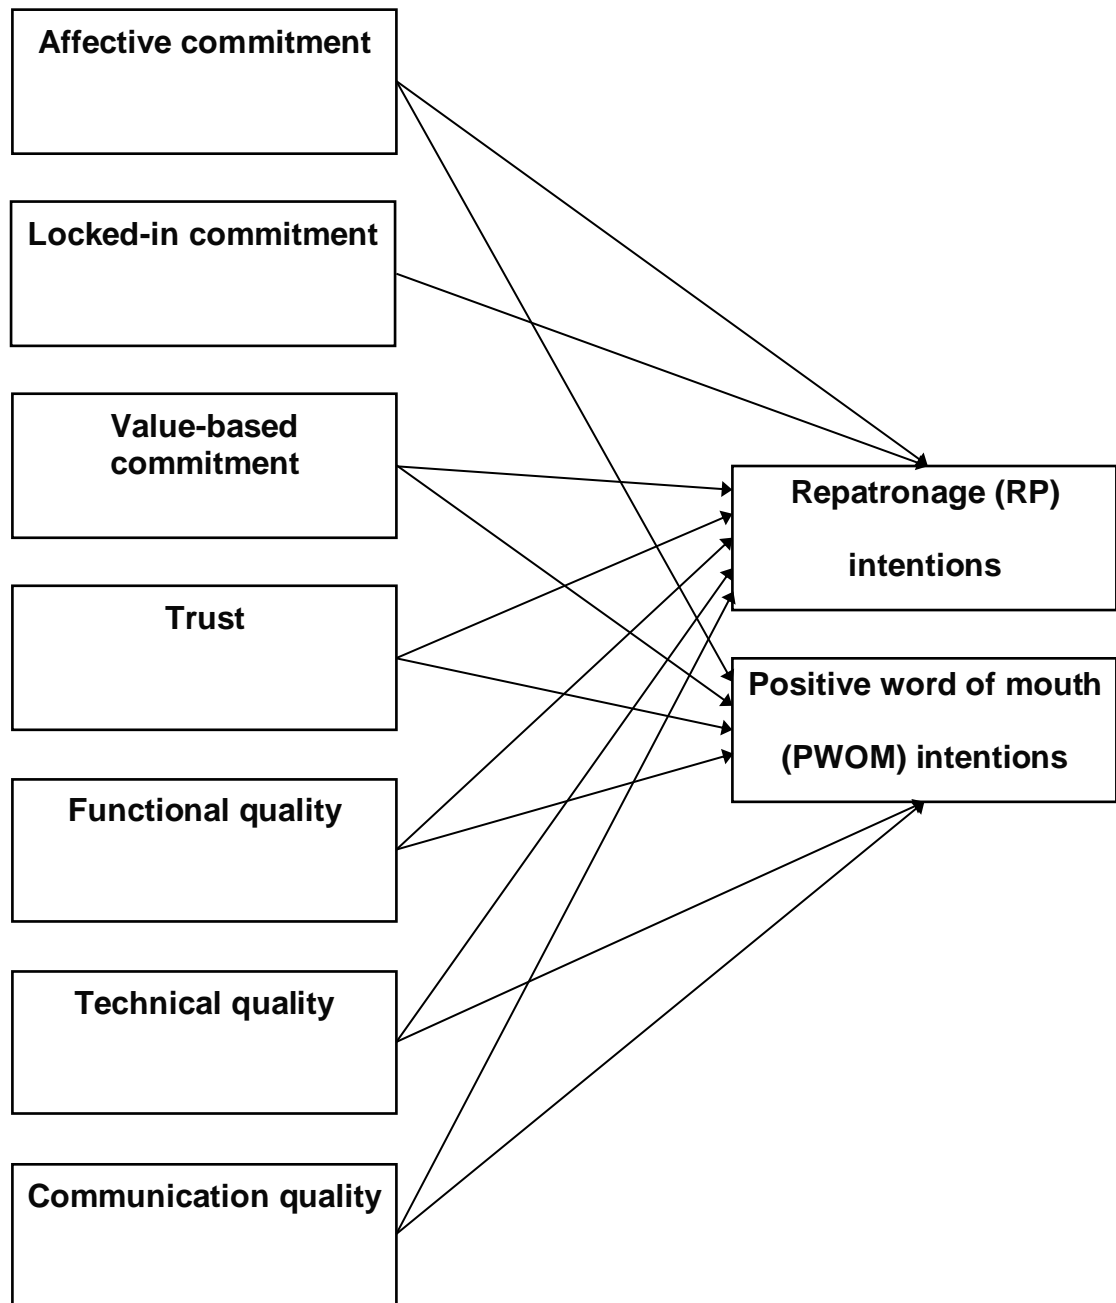 Affective commitment
Locked-in commitment
Value-based
commitment
Trust
Functional quality
Technical quality
Communication quality
Repatronage (RP)
intentions
Positive word of mouth
(PWOM) intentions